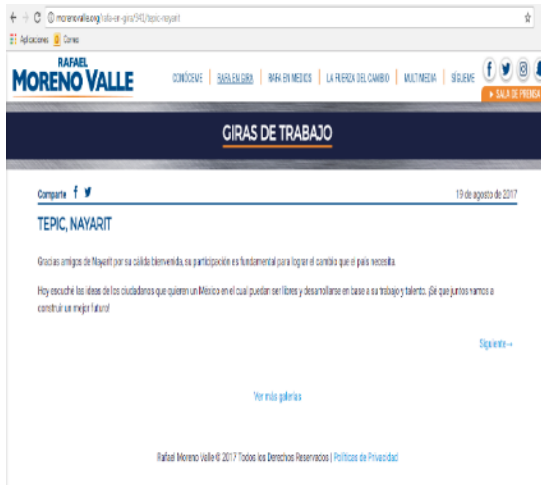 morenovalle.org/rafa-en-gira/941/tepic-nayarit
Aplicaciones Correo
RAFAEL
MORENO VALLE
CONÓCEME | RAFA EN GIRA | RAFA EN MEDIOS | LA FUERZA DEL CAMBIO | MULTIMEDIA | SÍGUEME
SALA DE PRENSA
GIRAS DE TRABAJO
Comparte
19 de agosto de 2017
TEPIC, NAYARIT
Gracias amigos de Nayarit por su cálida bienvenida, su participación es fundamental para lograr el cambio que el país necesita.
Hoy escuché las ideas de los ciudadanos que quieren un México en el cual puedan ser libres y desarrollarse en base a su trabajo y talento. ¡Sé que juntos vamos a
construir un mejor futuro!
Siguiente→
Ver más galerías
Rafael Moreno Valle © 2017 Todos los Derechos Reservados | Políticas de Privacidad